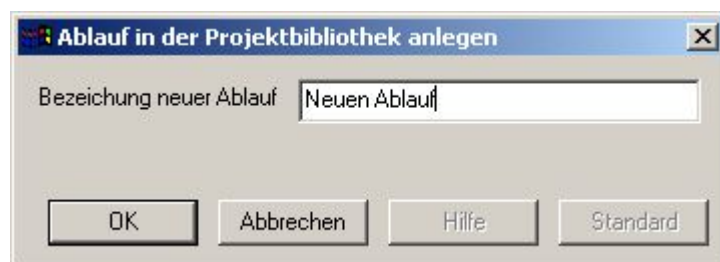 Ablauf in der Projektbibliothek anlegen
Bezeichung neuer Ablauf Neuen Ablauf
OK Abbrechen Hilfe Standard